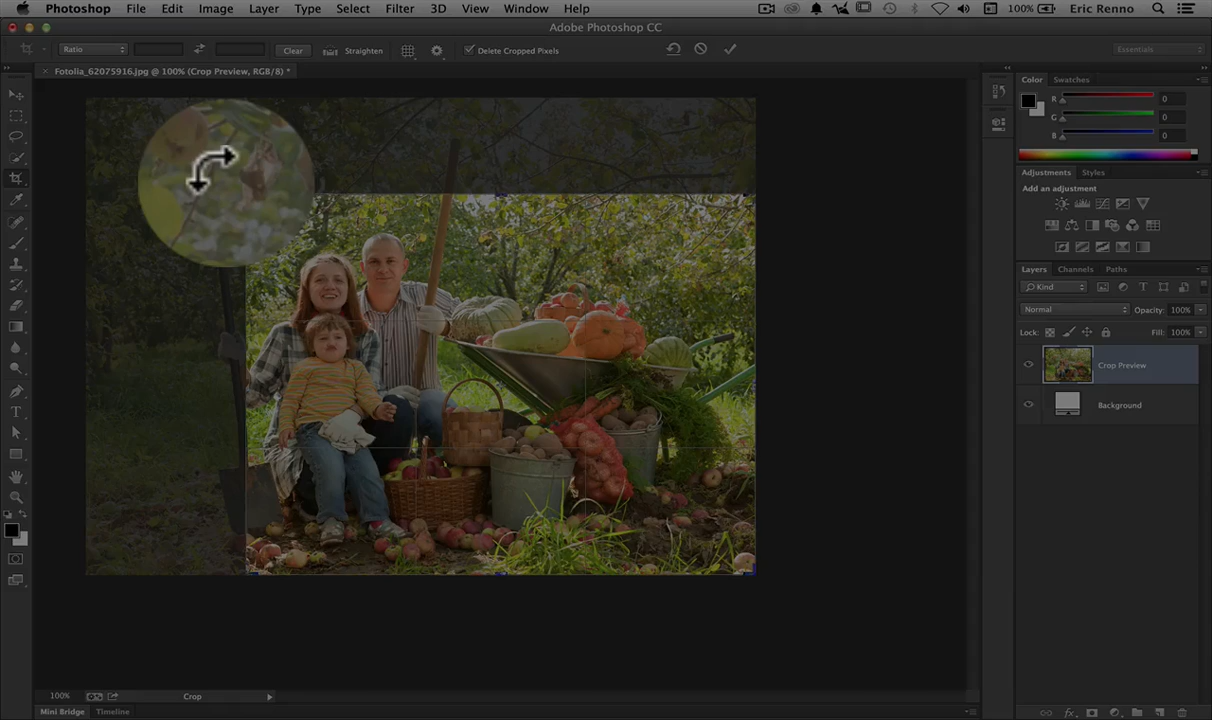 Photoshop File Edit Image Layer Type Select Filter 3D View Window Help 100% Eric Renno
Adobe Photoshop CC
Ratio Clear Straighten Delete Cropped Pixels Essentials
Fotolia_62075916.jpg @ 100% (Crop Preview, RGB/8) *
Color Swatches
R 0
G 0
B 0
Adjustments Styles
Add an adjustment
Layers Channels Paths
Kind
Normal Opacity: 100%
Lock: Fill: 100%
Crop Preview
Background
100% Crop
Mini Bridge Timeline